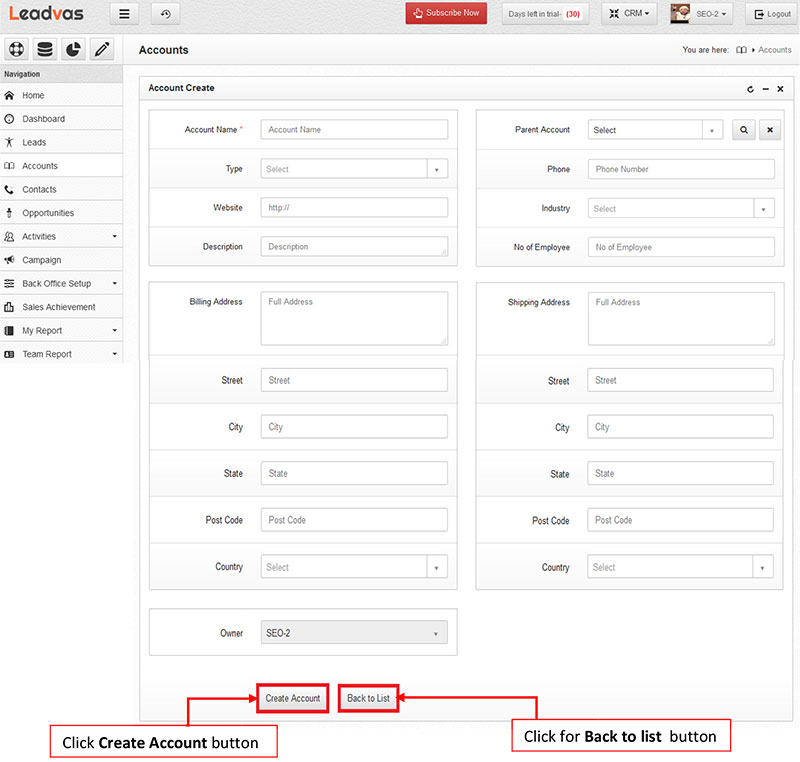 Leadvas
Subscribe Now
Days left in trial- (30)
CRM
SEO-2
Logout
Accounts
You are here: Accounts
Navigation
Home
Dashboard
Leads
Accounts
Contacts
Opportunities
Activities
Campaign
Back Office Setup
Sales Achievement
My Report
Team Report
Account Create
Account Name * Account Name
Type Select
Website http://
Description Description
Parent Account Select
Phone Phone Number
Industry Select
No of Employee No of Employee
Billing Address Full Address
Street Street
City City
State State
Post Code Post Code
Country Select
Shipping Address Full Address
Street Street
City City
State State
Post Code Post Code
Country Select
Owner SEO-2
Create Account Back to List
Click Create Account button
Click for Back to list button